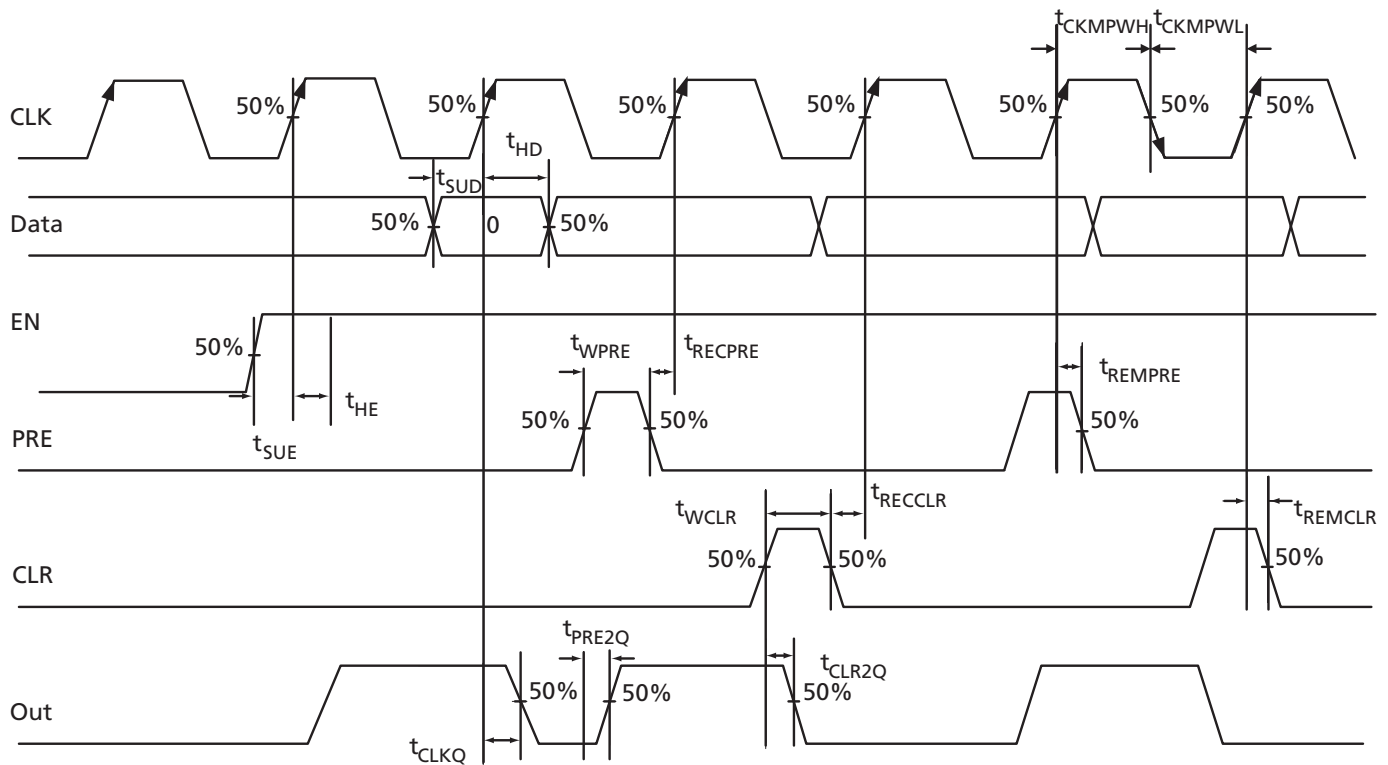 tCKMPWH tCKMPWL
CLK
50% 50% 50% 50% 50% 50% 50%
tHD
tSUD
Data
50% 0 50%
EN
50%
tHE
tSUE
tWPRE tRECPRE
tREMPRE
PRE
50% 50% 50%
tWCLR tRECCLR
tREMCLR
CLR
50% 50% 50%
tPRE2Q
tCLR2Q
Out
50% 50% 50%
tCLKQ